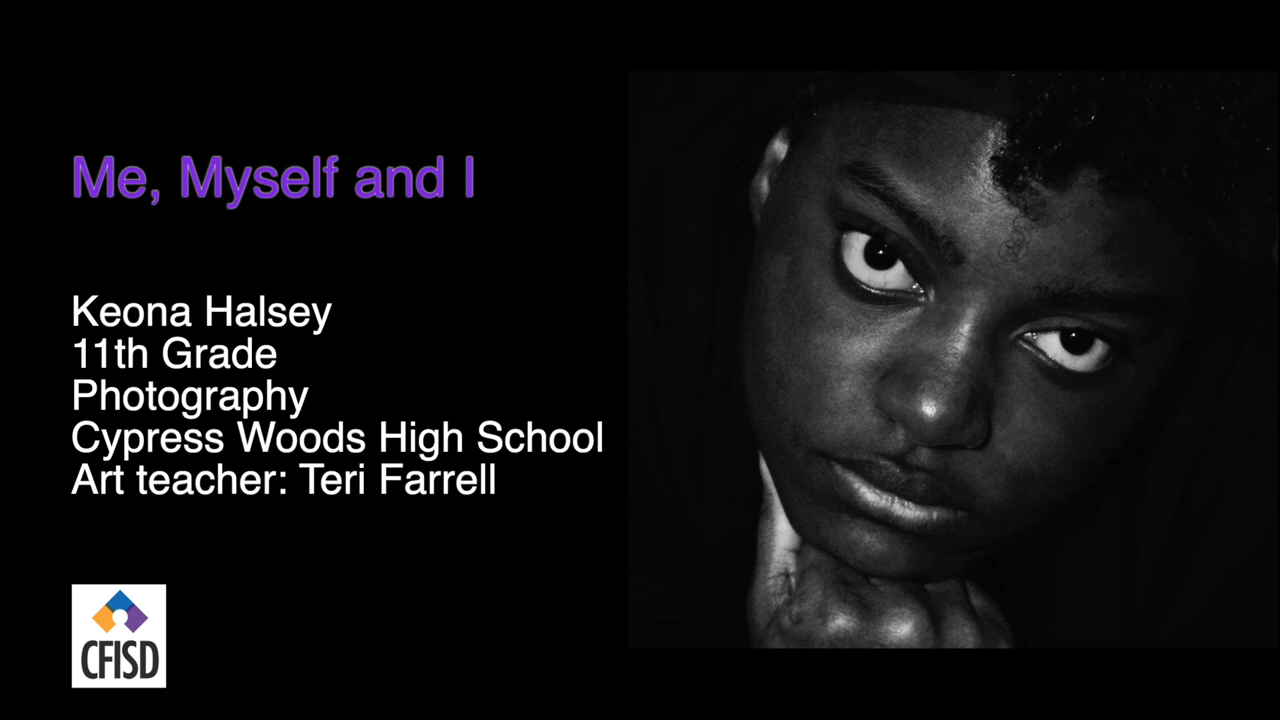 Me, Myself and I
Keona Halsey
11th Grade
Photography
Cypress Woods High School
Art teacher: Teri Farrell
CFISD